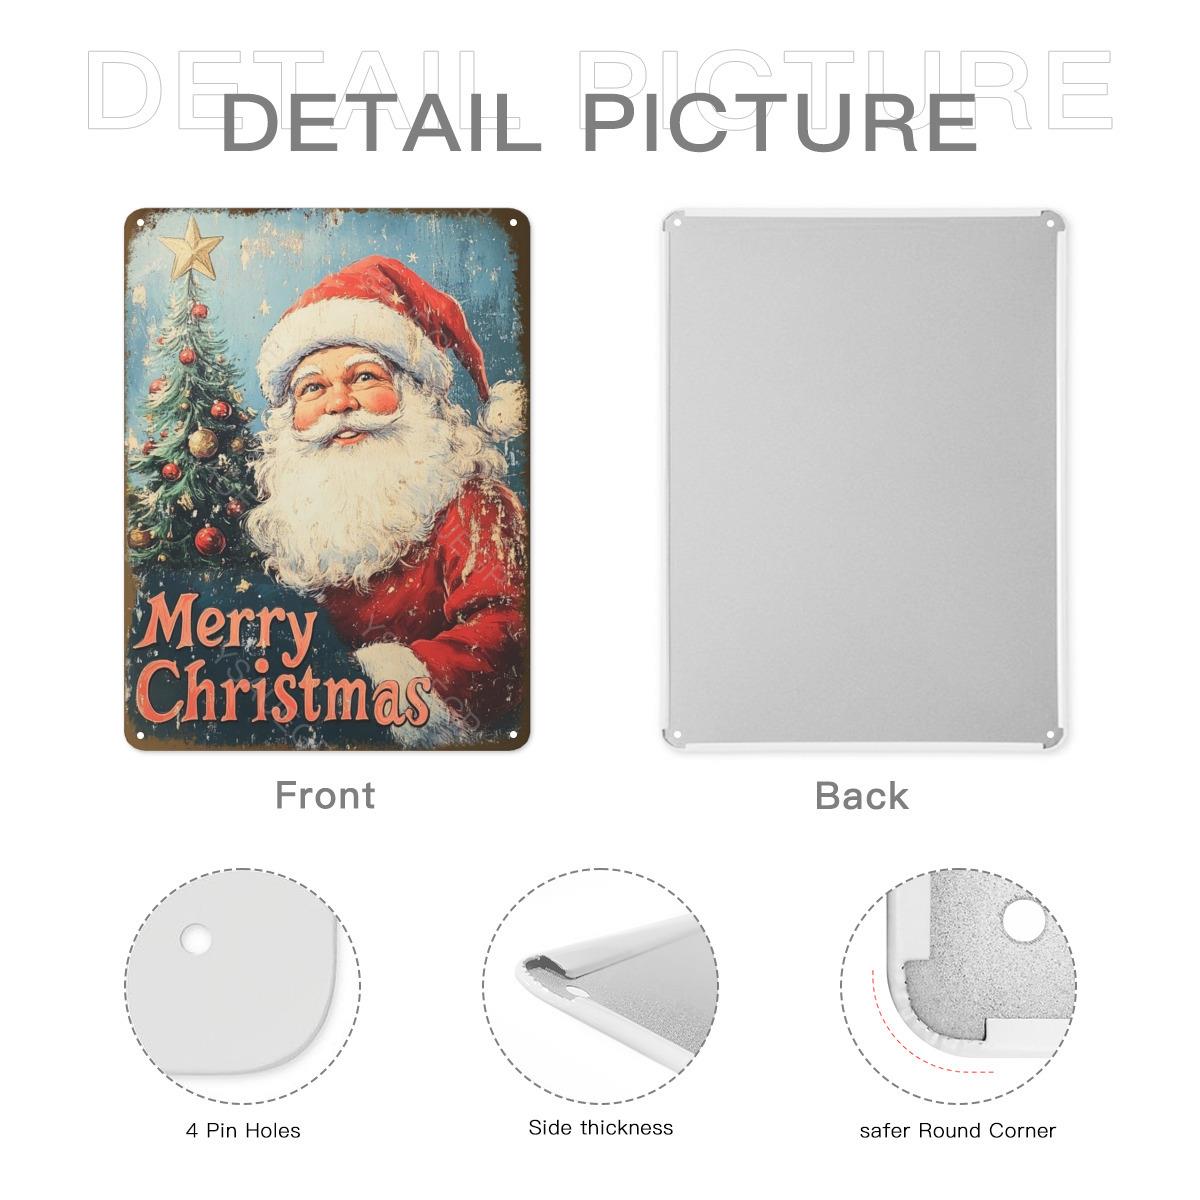 DETAIL PICTURE
DETAIL PICTURE
Merry
Christmas
Front
Back
4 Pin Holes
Side thickness
safer Round Corner